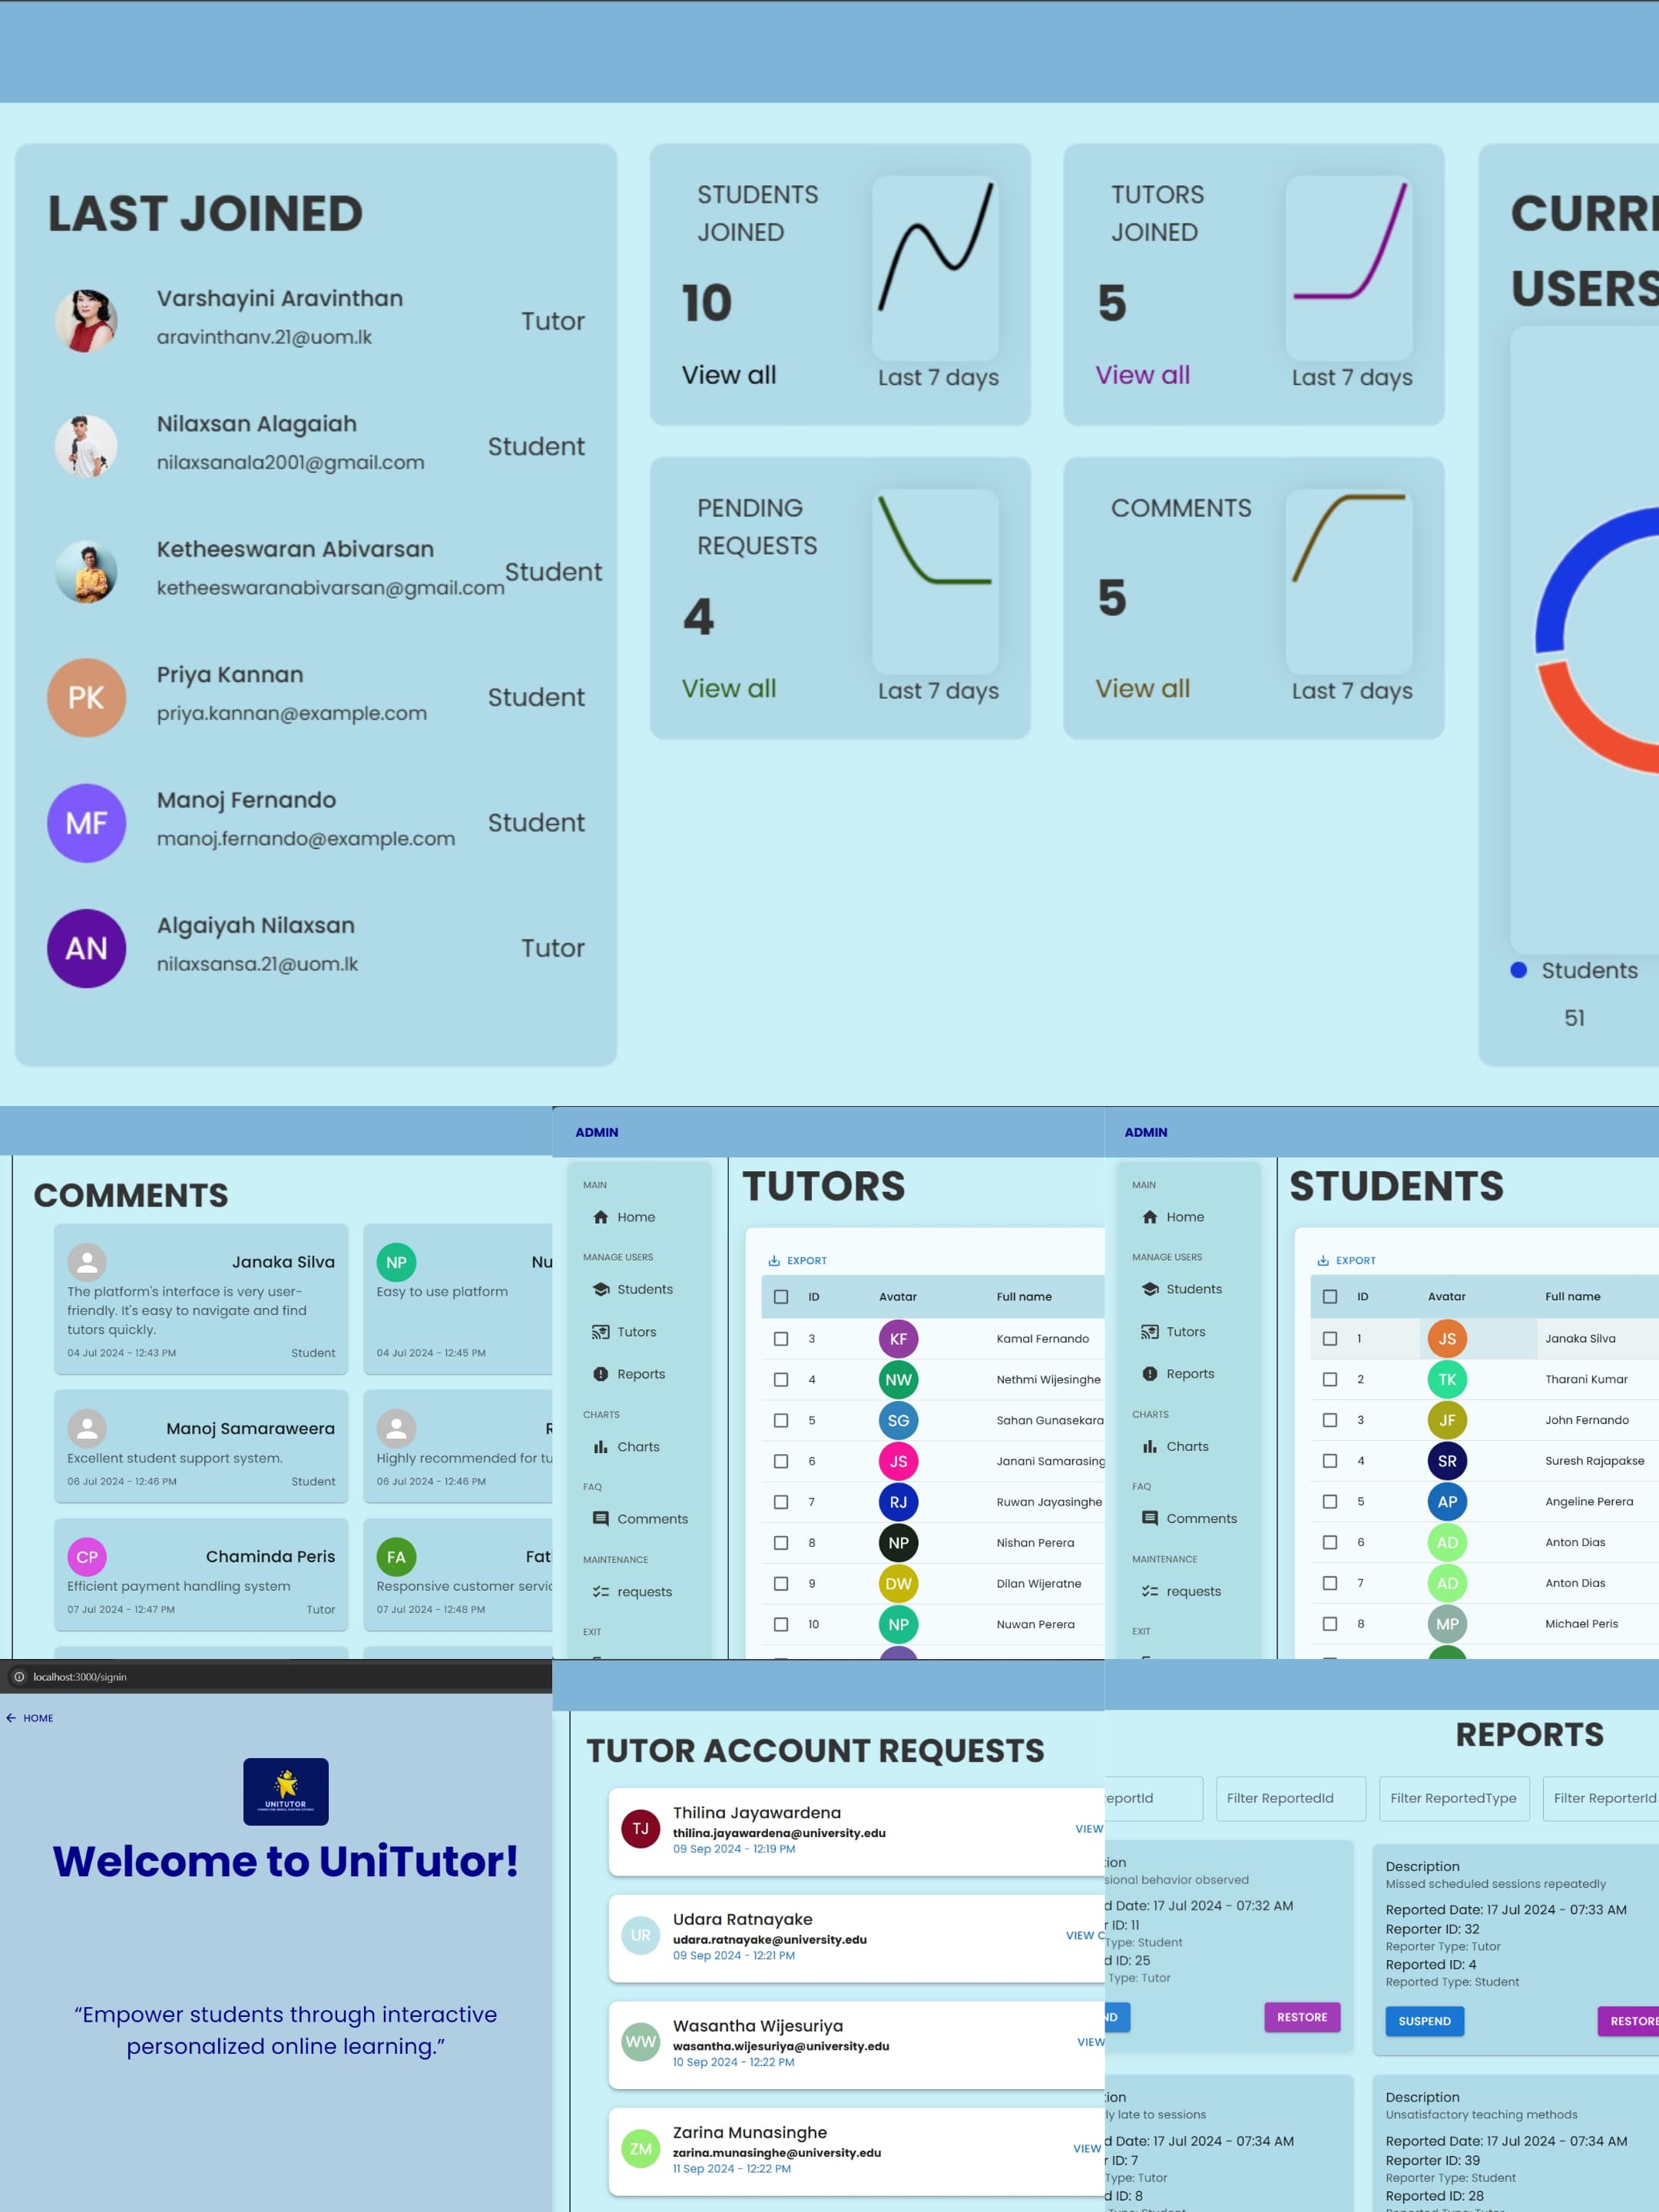 LAST JOINED
Varshayini Aravinthan
aravinthanv.21@uom.lk
Tutor
Nilaxsan Alagaiah
nilaxsanala2001@gmail.com
Student
Ketheeswaran Abivarsan
ketheeswaranabivarsan@gmail.com
Student
PK
Priya Kannan
priya.kannan@example.com
Student
MF
Manoj Fernando
manoj.fernando@example.com
Student
AN
Algaiyah Nilaxsan
nilaxsansa.21@uom.lk
Tutor
STUDENTS
JOINED
10
View all
Last 7 days
TUTORS
JOINED
5
View all
Last 7 days
PENDING
REQUESTS
4
View all
Last 7 days
COMMENTS
5
View all
Last 7 days
CURRE
USERS
Students
51
COMMENTS
Janaka Silva
The platform's interface is very user-
friendly. It's easy to navigate and find
tutors quickly.
04 Jul 2024 - 12:43 PM
Student
NP
Nu
Easy to use platform
04 Jul 2024 - 12:45 PM
Manoj Samaraweera
Excellent student support system.
06 Jul 2024 - 12:46 PM
Student
Highly recommended for tu
06 Jul 2024 - 12:46 PM
CP
Chaminda Peris
Efficient payment handling system
07 Jul 2024 - 12:47 PM
Tutor
FA
Fat
Responsive customer servic
07 Jul 2024 - 12:48 PM
ADMIN
MAIN
Home
MANAGE USERS
Students
Tutors
Reports
CHARTS
Charts
FAQ
Comments
MAINTENANCE
requests
EXIT
TUTORS
EXPORT
ID Avatar Full name
3 KF Kamal Fernando
4 NW Nethmi Wijesinghe
5 SG Sahan Gunasekara
6 JS Janani Samarasing
7 RJ Ruwan Jayasinghe
8 NP Nishan Perera
9 DW Dilan Wijeratne
10 NP Nuwan Perera
ADMIN
MAIN
Home
MANAGE USERS
Students
Tutors
Reports
CHARTS
Charts
FAQ
Comments
MAINTENANCE
requests
EXIT
STUDENTS
EXPORT
ID Avatar Full name
1 JS Janaka Silva
2 TK Tharani Kumar
3 JF John Fernando
4 SR Suresh Rajapakse
5 AP Angeline Perera
6 AD Anton Dias
7 AD Anton Dias
8 MP Michael Peris
localhost:3000/signin
HOME
UNITUTOR
Welcome to UniTutor!
“Empower students through interactive
personalized online learning.”
TUTOR ACCOUNT REQUESTS
TJ
Thilina Jayawardena
thilina.jayawardena@university.edu
09 Sep 2024 - 12:19 PM
VIEW
UR
Udara Ratnayake
udara.ratnayake@university.edu
09 Sep 2024 - 12:21 PM
VIEW C
WW
Wasantha Wijesuriya
wasantha.wijesuriya@university.edu
10 Sep 2024 - 12:22 PM
VIEW
ZM
Zarina Munasinghe
zarina.munasinghe@university.edu
11 Sep 2024 - 12:22 PM
VIEW
REPORTS
eportId
Filter ReportedId
Filter ReportedType
Filter ReporterId
ion
sional behavior observed
d Date: 17 Jul 2024 - 07:32 AM
r ID: 11
Type: Student
d ID: 25
Type: Tutor
ND
RESTORE
Description
Missed scheduled sessions repeatedly
Reported Date: 17 Jul 2024 - 07:33 AM
Reporter ID: 32
Reporter Type: Tutor
Reported ID: 4
Reported Type: Student
SUSPEND
RESTORE
ion
ly late to sessions
d Date: 17 Jul 2024 - 07:34 AM
r ID: 7
Type: Tutor
d ID: 8
Description
Unsatisfactory teaching methods
Reported Date: 17 Jul 2024 - 07:34 AM
Reporter ID: 39
Reporter Type: Student
Reported ID: 28